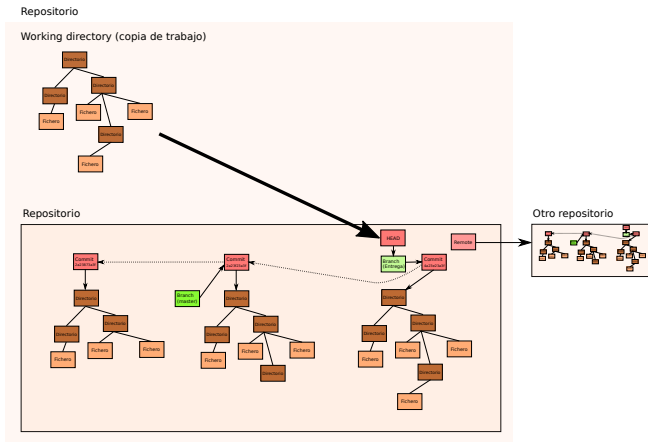 Repositorio
Working directory (copia de trabajo)
Directorio
Directorio
Directorio
Fichero
Fichero
Fichero
Directorio
Fichero
Repositorio
Otro repositorio
HEAD
Remote
Commit
Commit
Branch
(Entrega)
Commit
Branch
(master)
Directorio
Directorio
Directorio
Directorio
Directorio
Directorio
Directorio
Directorio
Directorio
Fichero
Fichero
Fichero
Fichero
Fichero
Fichero
Fichero
Fichero
Fichero
Directorio
Directorio
Fichero